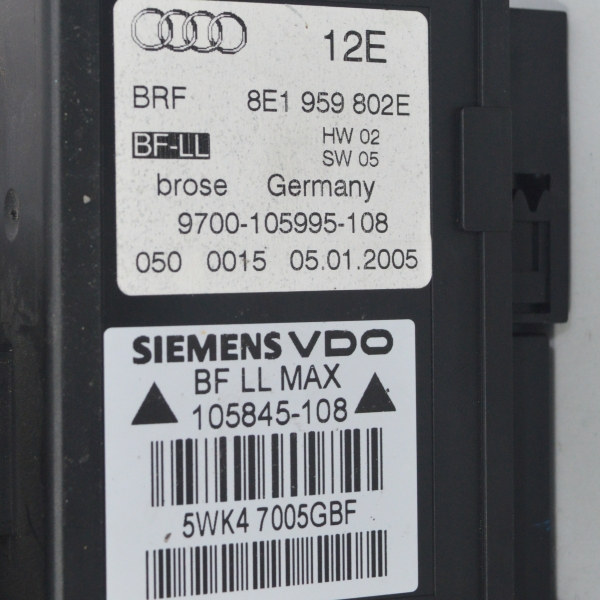 12E
BRF 8E1 959 802E
BF-LL HW 02
SW 05
brose Germany
9700-105995-108
050 0015 05.01.2005
SIEMENS VDO
BF LL MAX
105845-108
5WK4 7005GBF